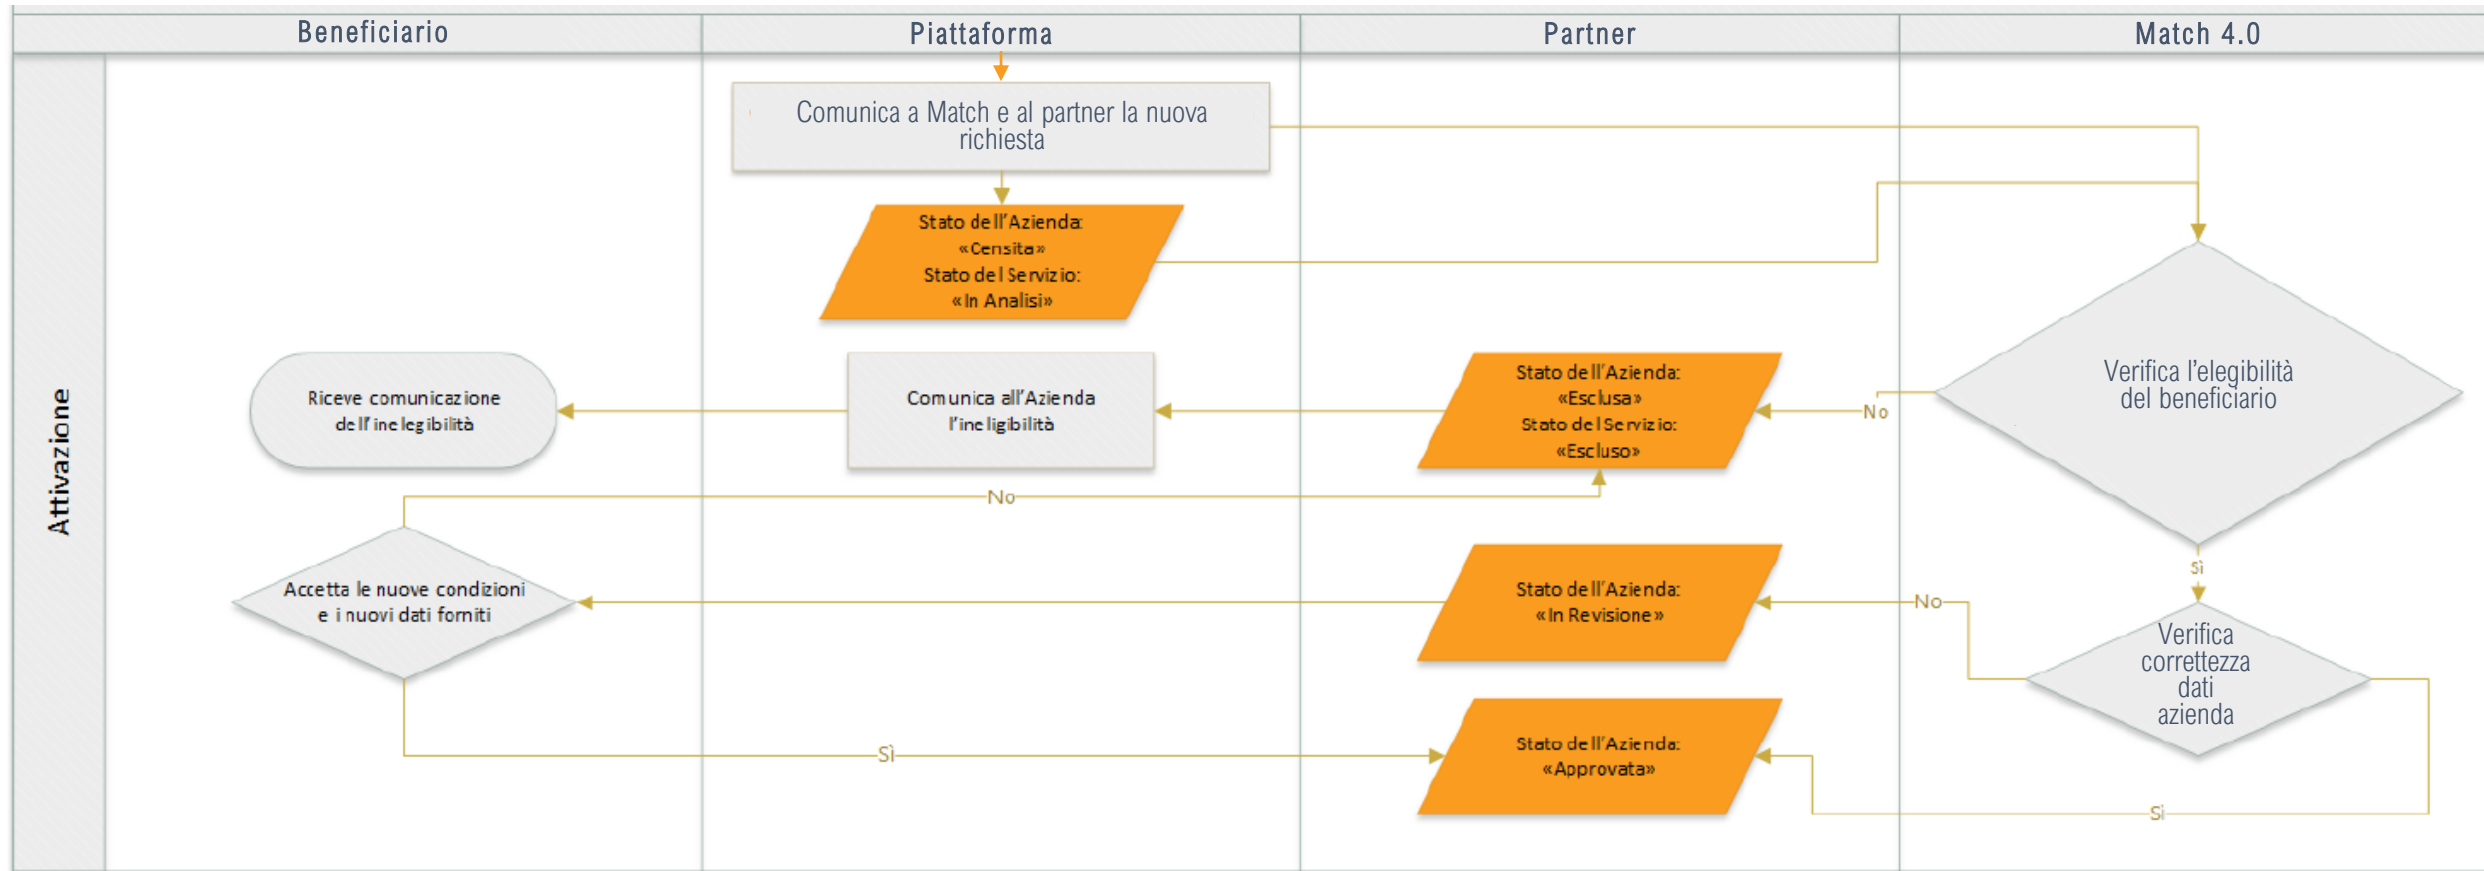 Beneficiario
Piattaforma
Partner
Match 4.0
Attivazione
Comunica a Match e al partner la nuova
richiesta
Stato dell'Azienda:
«Censita»
Stato del Servizio:
«In Analisi»
Riceve comunicazione
dell'inelegibilità
Comunica all'Azienda
l'ineligibilità
Stato dell'Azienda:
«Esclusa»
Stato del Servizio:
«Escluso»
No
Verifica l'elegibilità
del beneficiario
No
Sì
Accetta le nuove condizioni
e i nuovi dati forniti
Stato dell'Azienda:
«In Revisione»
No
Verifica
correttezza
dati
azienda
Sì
Stato dell'Azienda:
«Approvata»
Sì